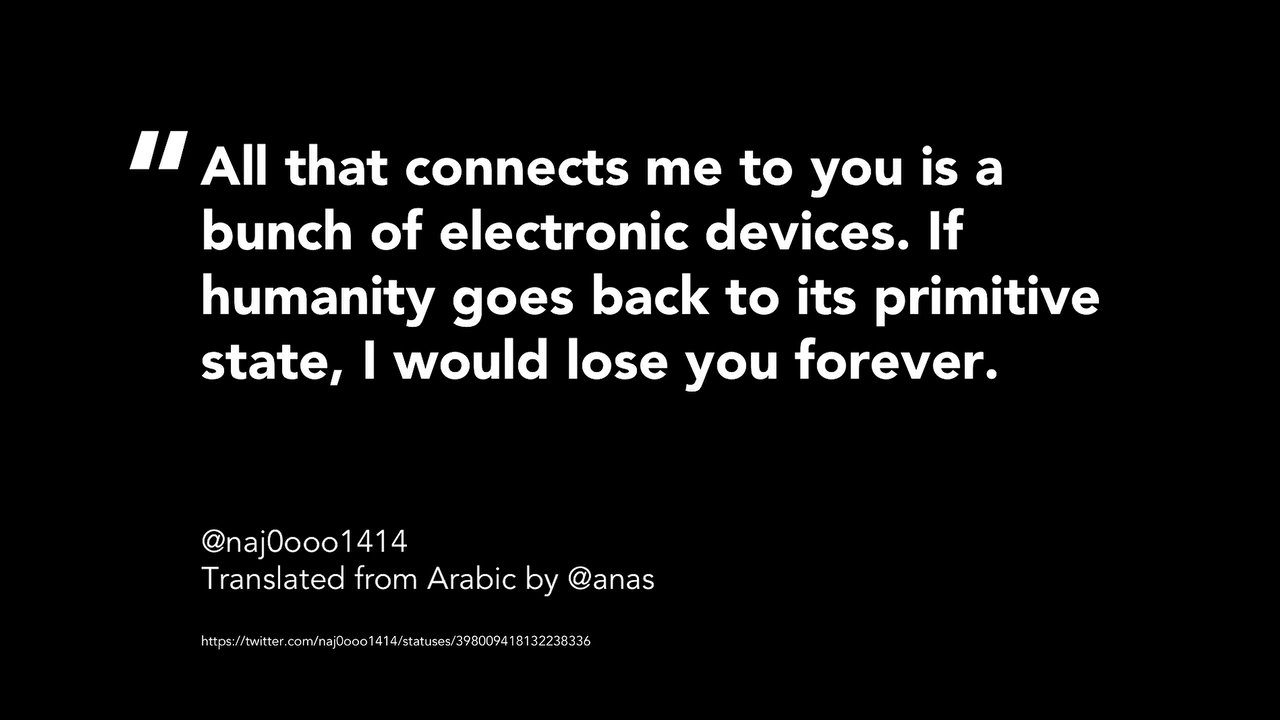 “All that connects me to you is a
bunch of electronic devices. If
humanity goes back to its primitive
state, I would lose you forever.
@naj0ooo1414
Translated from Arabic by @anas
https://twitter.com/naj0ooo1414/statuses/398009418132238336